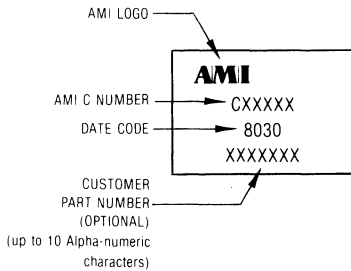 AMI LOGO
AMI
AMI C NUMBER
CXXXXX
DATE CODE
8030
XXXXXXX
CUSTOMER
PART NUMBER
(OPTIONAL)
(up to 10 Alpha-numeric
characters)